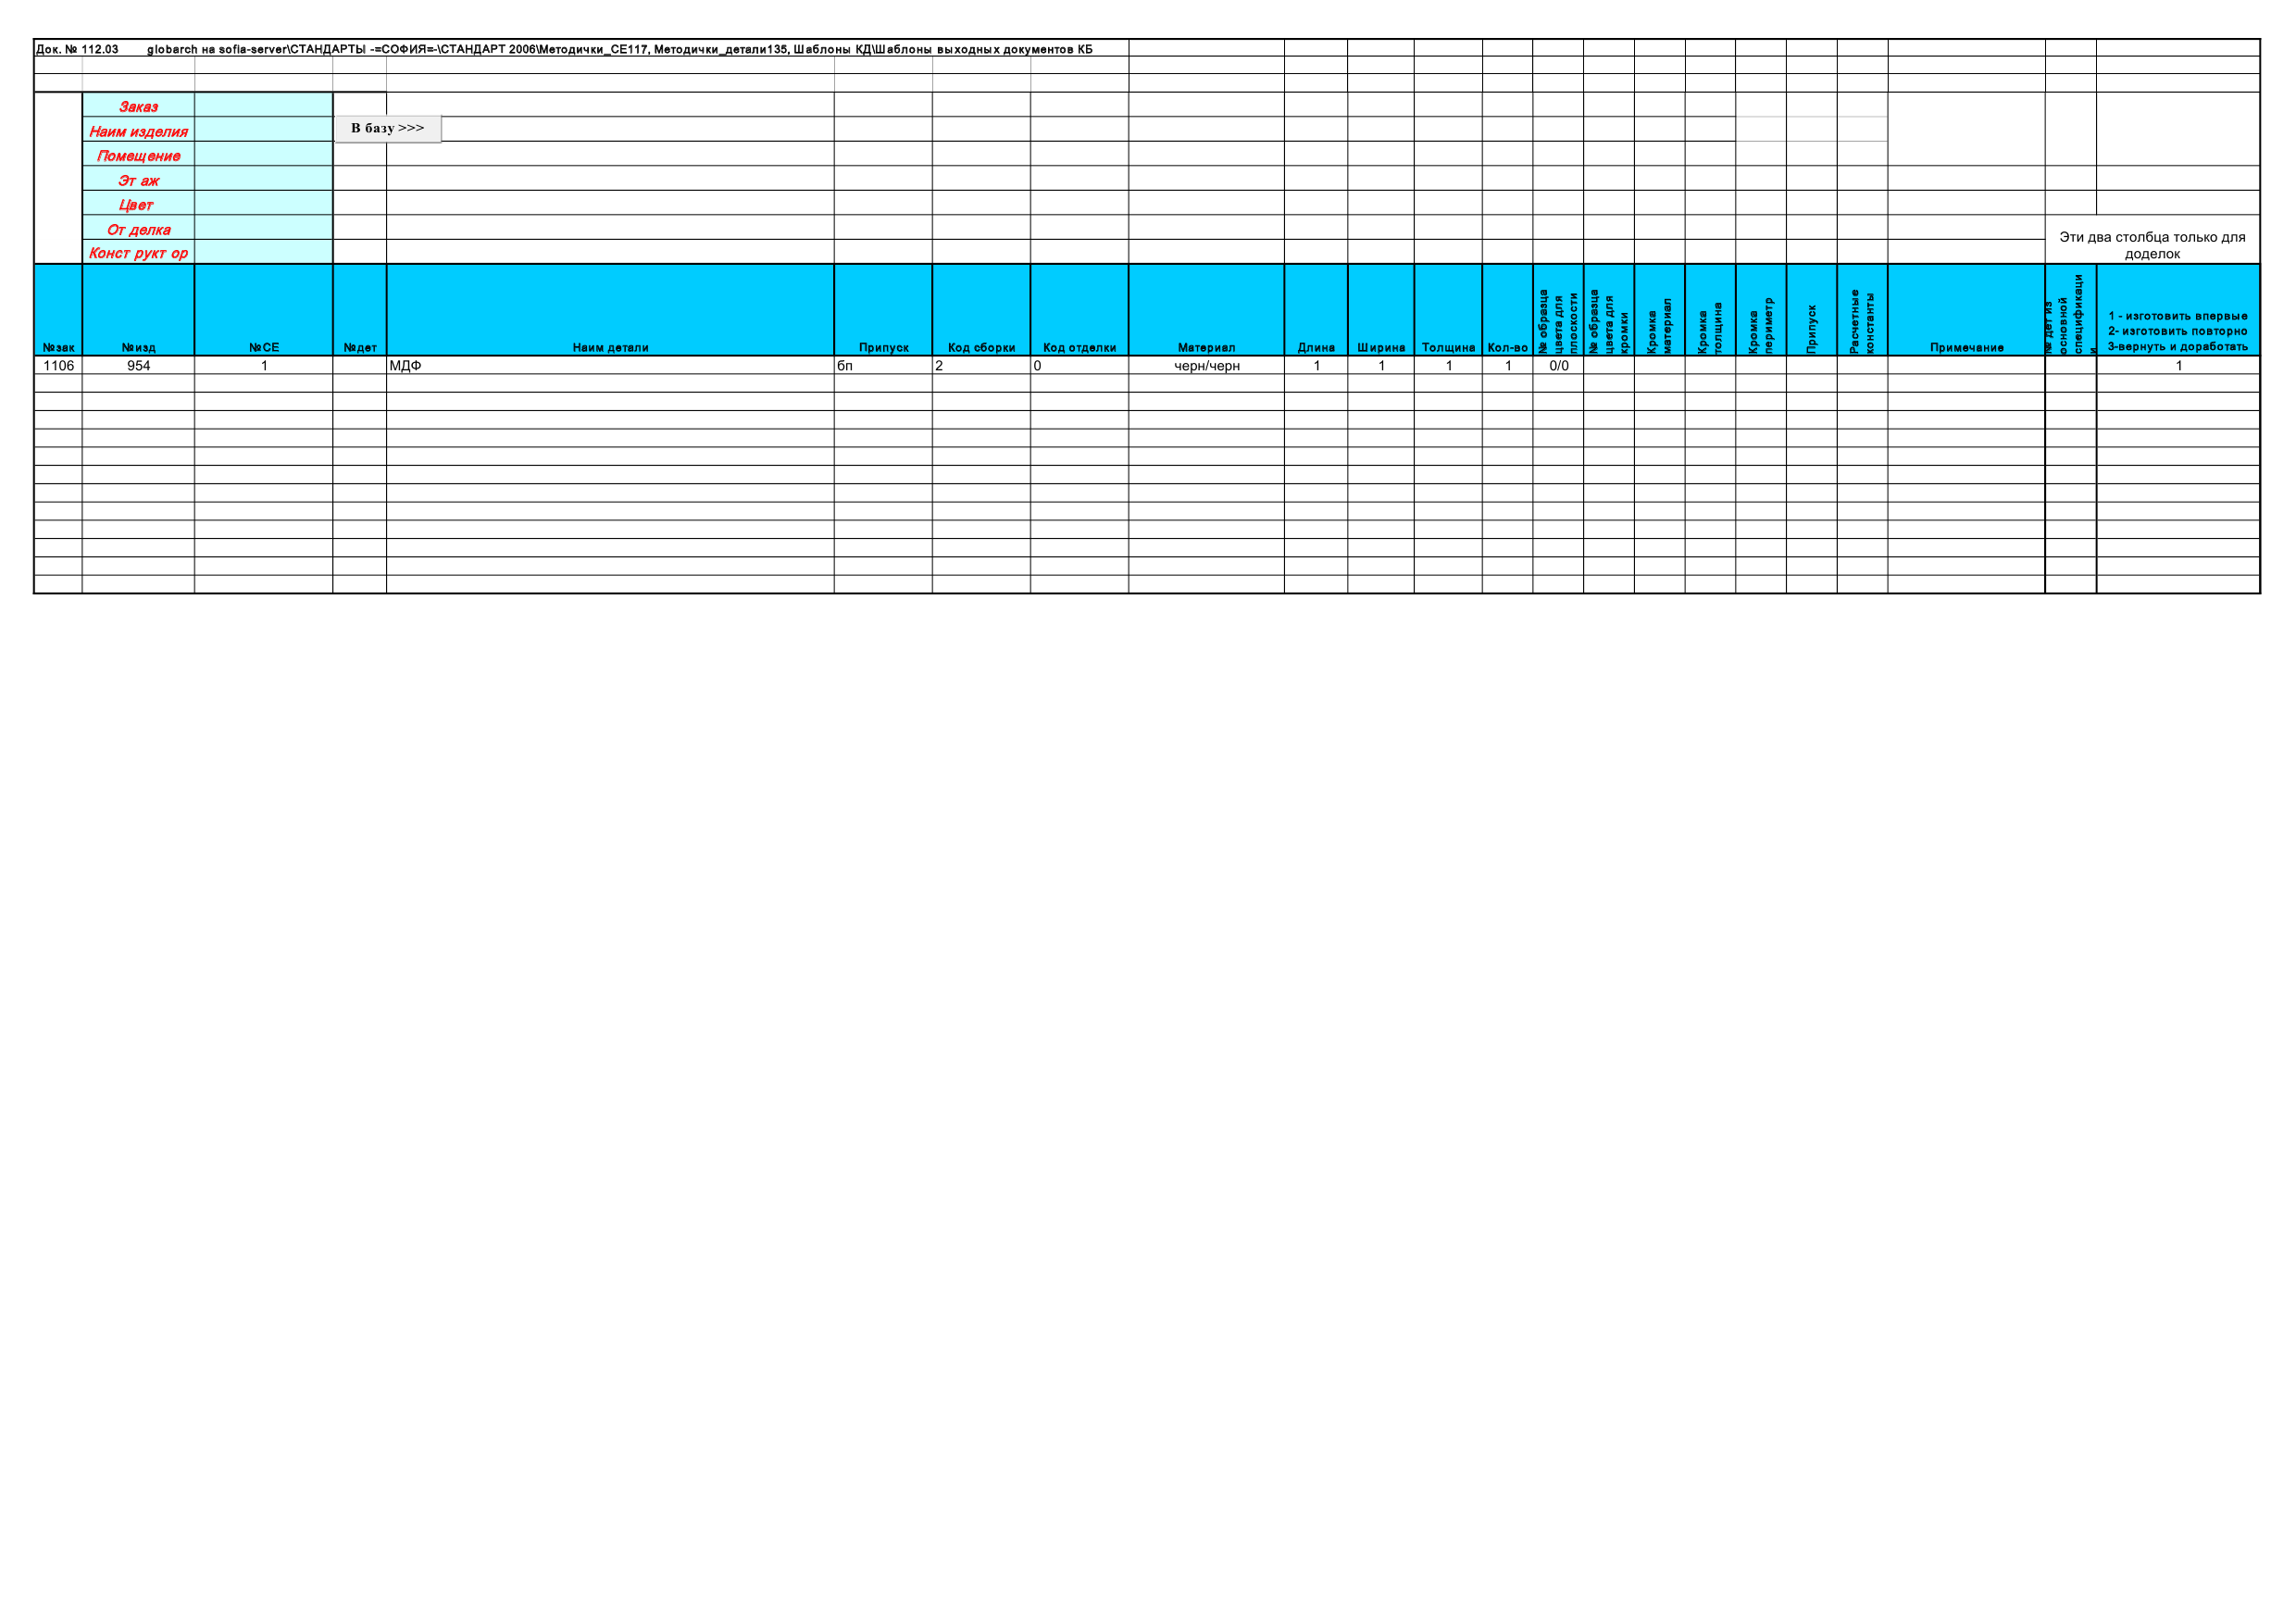 Док. № 112.03 globarch на sofia-server\СТАНДАРТЫ -=СОФИЯ=-\СТАНДАРТ 2006\Методички_СЕ117, Методички_детали135, Шаблоны КД\Шаблоны выходных документов КБ
Заказ
Наим изделия
В базу >>>
Помещение
Эт аж
Цвет
От делка
Конст рукт ор
Эти два столбца только для
доделок
№зак
№изд
№СЕ
№дет
Наим детали
Припуск
Код сборки
Код отделки
Материал
Длина
Ширина
Толщина
Кол-во
№ образца
цвета для
плоскости
№ образца
цвета для
кромки
Кромка
материал
Кромка
толщина
Кромка
периметр
Припуск
Расчетные
константы
Примечание
№ дет из
основной
спецификаци
и
1 - изготовить впервые
2- изготовить повторно
3-вернуть и доработать
1106 954 1 МДФ бп 2 0 черн/черн 1 1 1 1 0/0 1